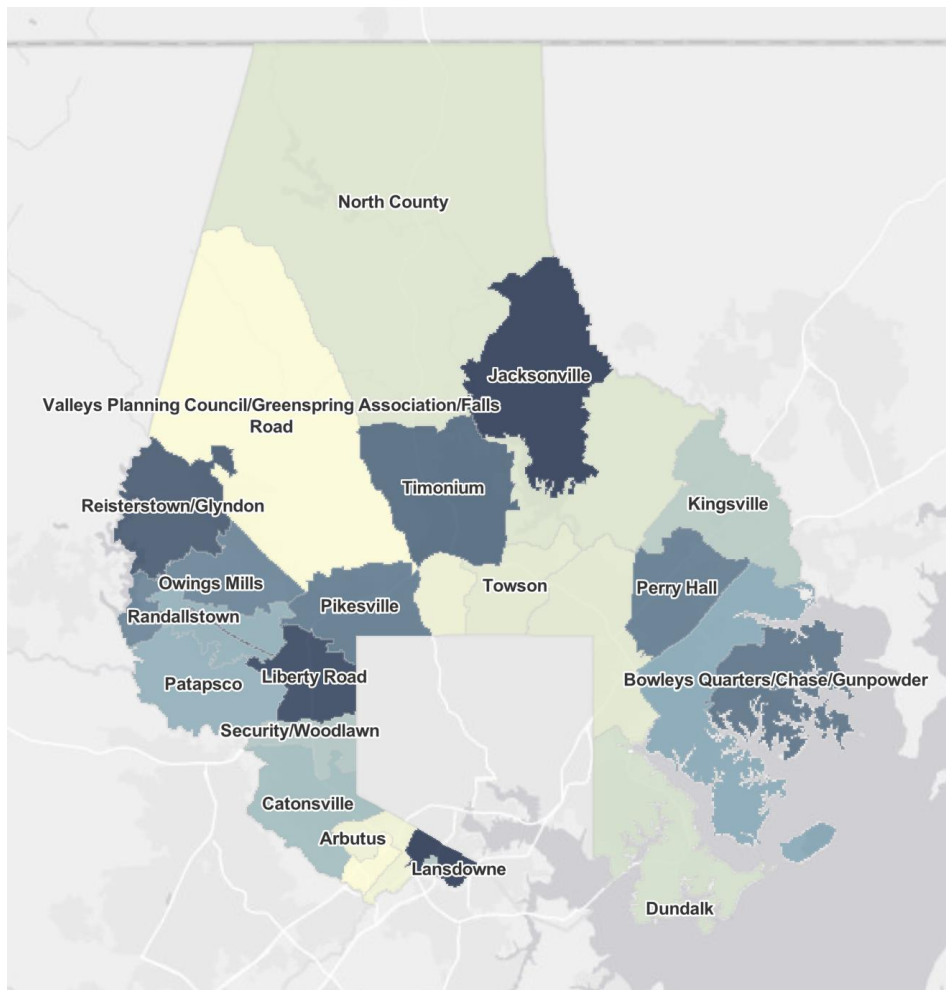 North County
Jacksonville
Valleys Planning Council/Greenspring Association/Falls
Road
Timonium
Reisterstown/Glyndon
Kingsville
Owings Mills
Towson
Perry Hall
Pikesville
Randallstown
Liberty Road
Patapsco
Bowleys Quarters/Chase/Gunpowder
Security/Woodlawn
Catonsville
Arbutus
Lansdowne
Dundalk